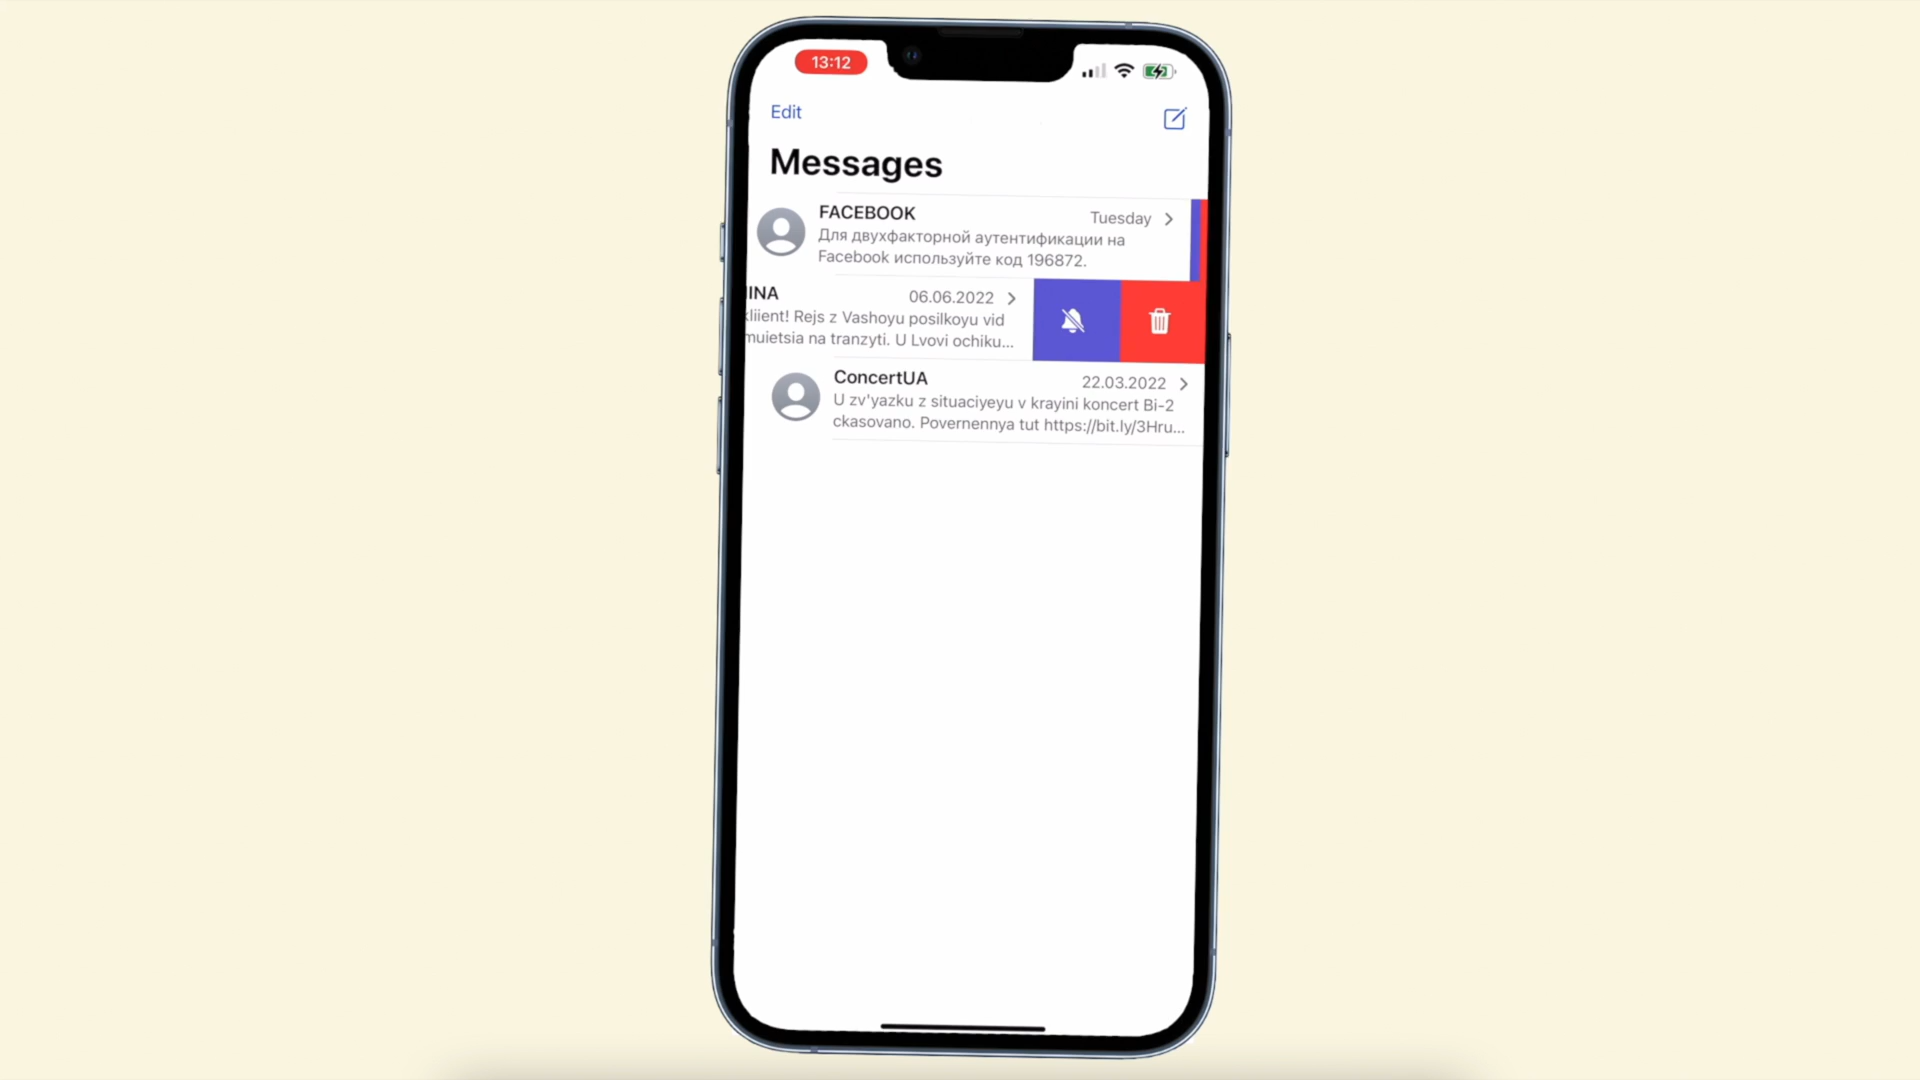 13:12
Edit
Messages
FACEBOOK
Tuesday
Для двухфакторной аутентификации на
Facebook используйте код 196872.
INA
06.06.2022
kliient! Rejs z Vashoyu posilkoyu vid
muietsia na tranzyti. U Lvovi ochiku...
ConcertUA
22.03.2022
U zv'yazku z situaciyeyu v krayini koncert Bi-2
ckasovano. Povernennya tut https://bit.ly/3Hru...